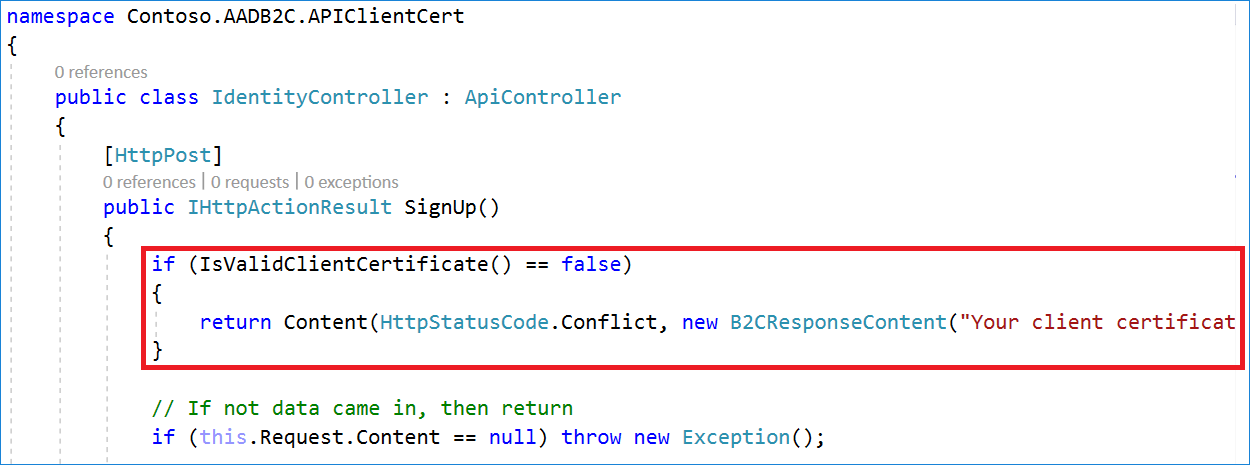 namespace Contoso.AADB2C.APIClientCert
{
0 references
public class IdentityController : ApiController
{
[HttpPost]
0 references | 0 requests | 0 exceptions
public IHttpActionResult SignUp()
{
if (IsValidClientCertificate() == false)
{
return Content(HttpStatusCode.Conflict, new B2CResponseContent("Your client certificat
}
// If not data came in, then return
if (this.Request.Content == null) throw new Exception();